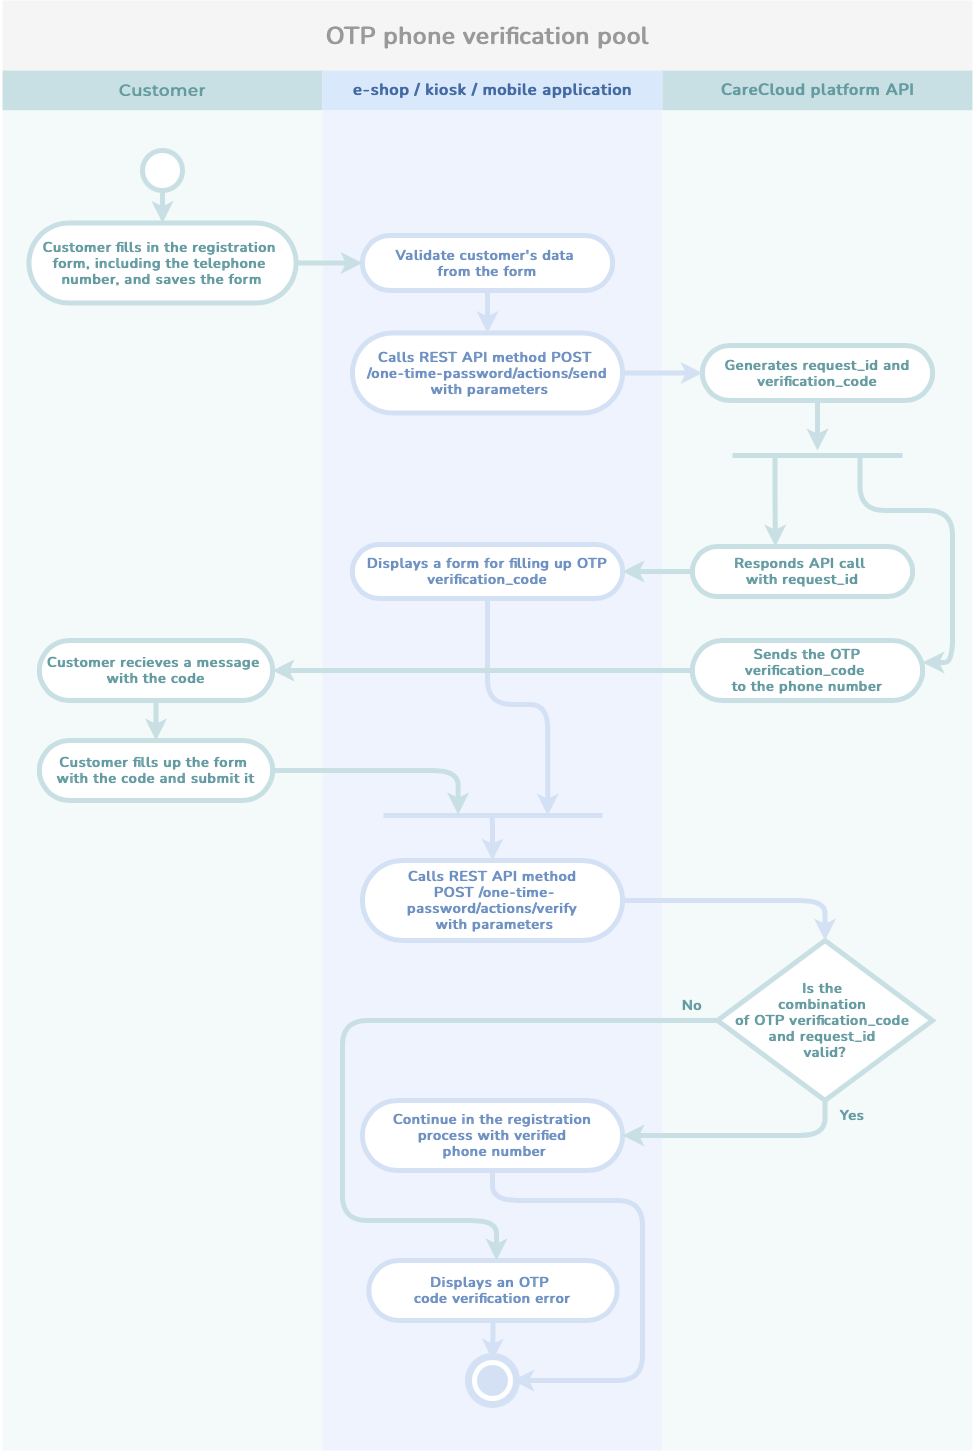 OTP phone verification pool
Customer
e-shop / kiosk / mobile application
CareCloud platform API
Customer fills in the registration
form, including the telephone
number, and saves the form
Validate customer's data
from the form
Calls REST API method POST
/one-time-password/actions/send
with parameters
Generates request_id and
verification_code
Displays a form for filling up OTP
verification_code
Responds API call
with request_id
Customer recieves a message
with the code
Sends the OTP
verification_code
to the phone number
Customer fills up the form
with the code and submit it
Calls REST API method
POST /one-time-
password/actions/verify
with parameters
Is the
combination
of OTP verification_code
and request_id
valid?
No
Yes
Continue in the registration
process with verified
phone number
Displays an OTP
code verification error